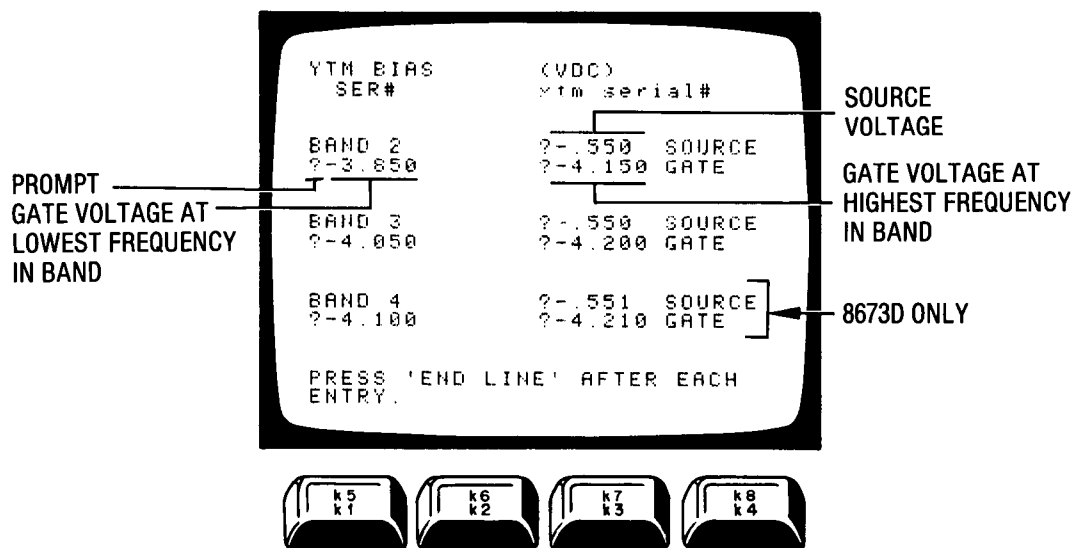 YTM BIAS (VDC)
SER# ytm serial#
BAND 2 ?-.550 SOURCE
?-3.850 ?-4.150 GATE
BAND 3 ?-.550 SOURCE
?-4.050 ?-4.200 GATE
BAND 4 ?-.551 SOURCE
?-4.100 ?-4.210 GATE
PRESS 'END LINE' AFTER EACH
ENTRY.
PROMPT
GATE VOLTAGE AT
LOWEST FREQUENCY
IN BAND
SOURCE
VOLTAGE
GATE VOLTAGE AT
HIGHEST FREQUENCY
IN BAND
8673D ONLY
k5 k6 k7 k8
k1 k2 k3 k4